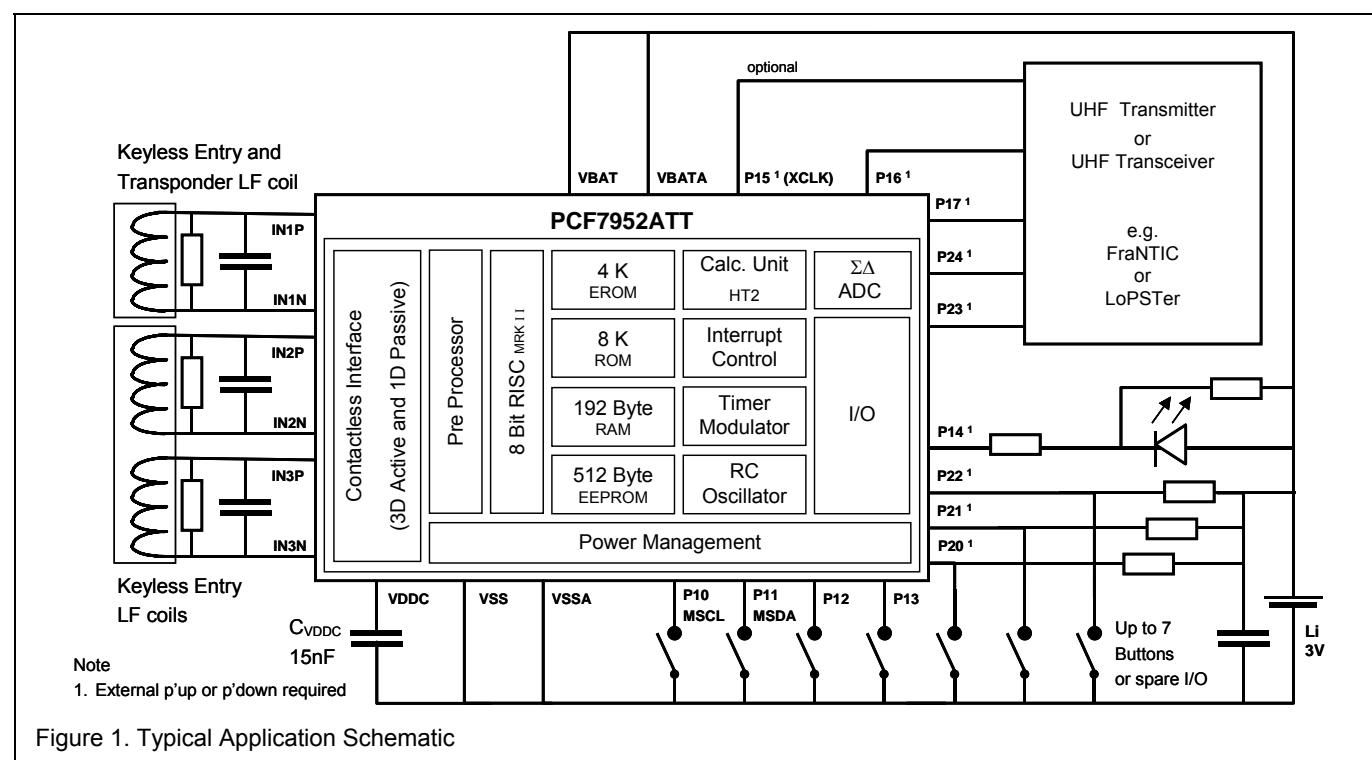 optional
UHF Transmitter
or
UHF Transceiver
e.g.
FraNTIC
or
LoPSTer
Keyless Entry and
Transponder LF coil
VBAT
VBATA
P15 ¹ (XCLK)
P16 ¹
PCF7952ATT
IN1P
IN1N
IN2P
IN2N
IN3P
IN3N
Keyless Entry
LF coils
Contactless Interface
(3D Active and 1D Passive)
Pre Processor
8 Bit RISC MRK II
4 K
EROM
8 K
ROM
192 Byte
RAM
512 Byte
EEPROM
Calc. Unit
HT2
Interrupt
Control
Timer
Modulator
RC
Oscillator
ΣΔ
ADC
I/O
Power Management
P17 ¹
P24 ¹
P23 ¹
P14 ¹
P22 ¹
P21 ¹
P20 ¹
VDDC
VSS
VSSA
P10
MSCL
P11
MSDA
P12
P13
CVDDC
15nF
Up to 7
Buttons
or spare I/O
Li
3V
Note
1. External p'up or p'down required
Figure 1. Typical Application Schematic